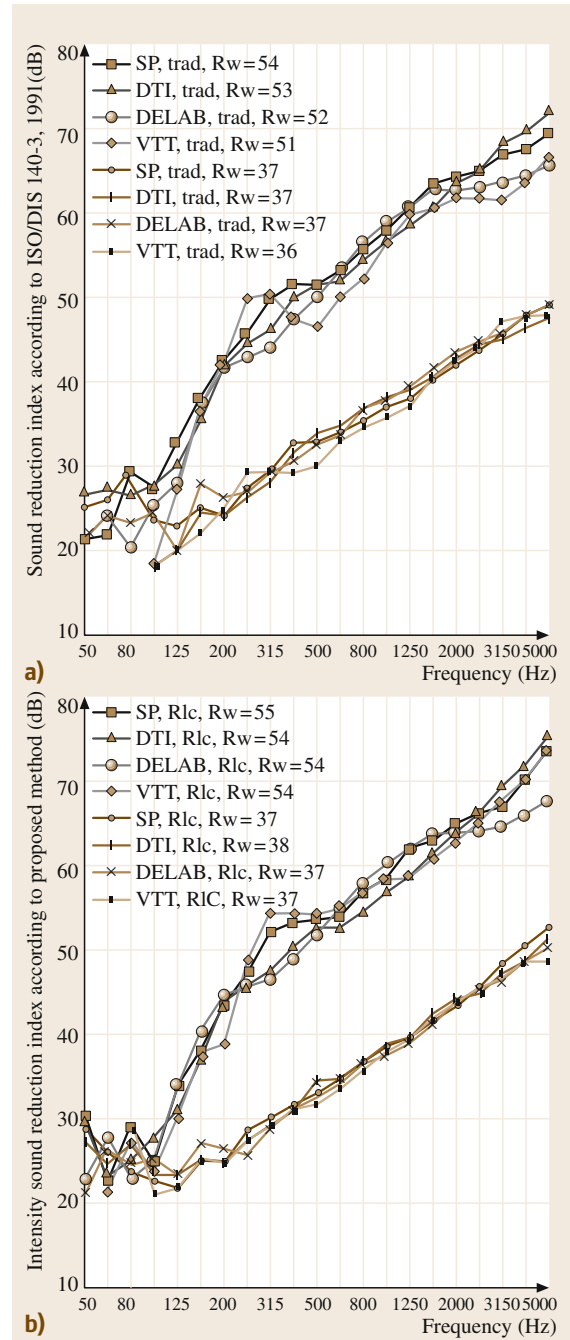 Sound reduction index according to ISO/DIS 140-3, 1991(dB)
80
70
60
50
40
30
20
10
SP, trad, Rw=54
DTI, trad, Rw=53
DELAB, trad, Rw=52
VTT, trad, Rw=51
SP, trad, Rw=37
DTI, trad, Rw=37
DELAB, trad, Rw=37
VTT, trad, Rw=36
50 80 125 200 315 500 800 1250 2000 3150 5000
a)
Frequency (Hz)
Intensity sound reduction index according to proposed method (dB)
80
70
60
50
40
30
20
10
SP, Rlc, Rw=55
DTI, Rlc, Rw=54
DELAB, Rlc, Rw=54
VTT, Rlc, Rw=54
SP, Rlc, Rw=37
DTI, Rlc, Rw=38
DELAB, Rlc, Rw=37
VTT, RlC, Rw=37
50 80 125 200 315 500 800 1250 2000 3150 5000
b)
Frequency (Hz)